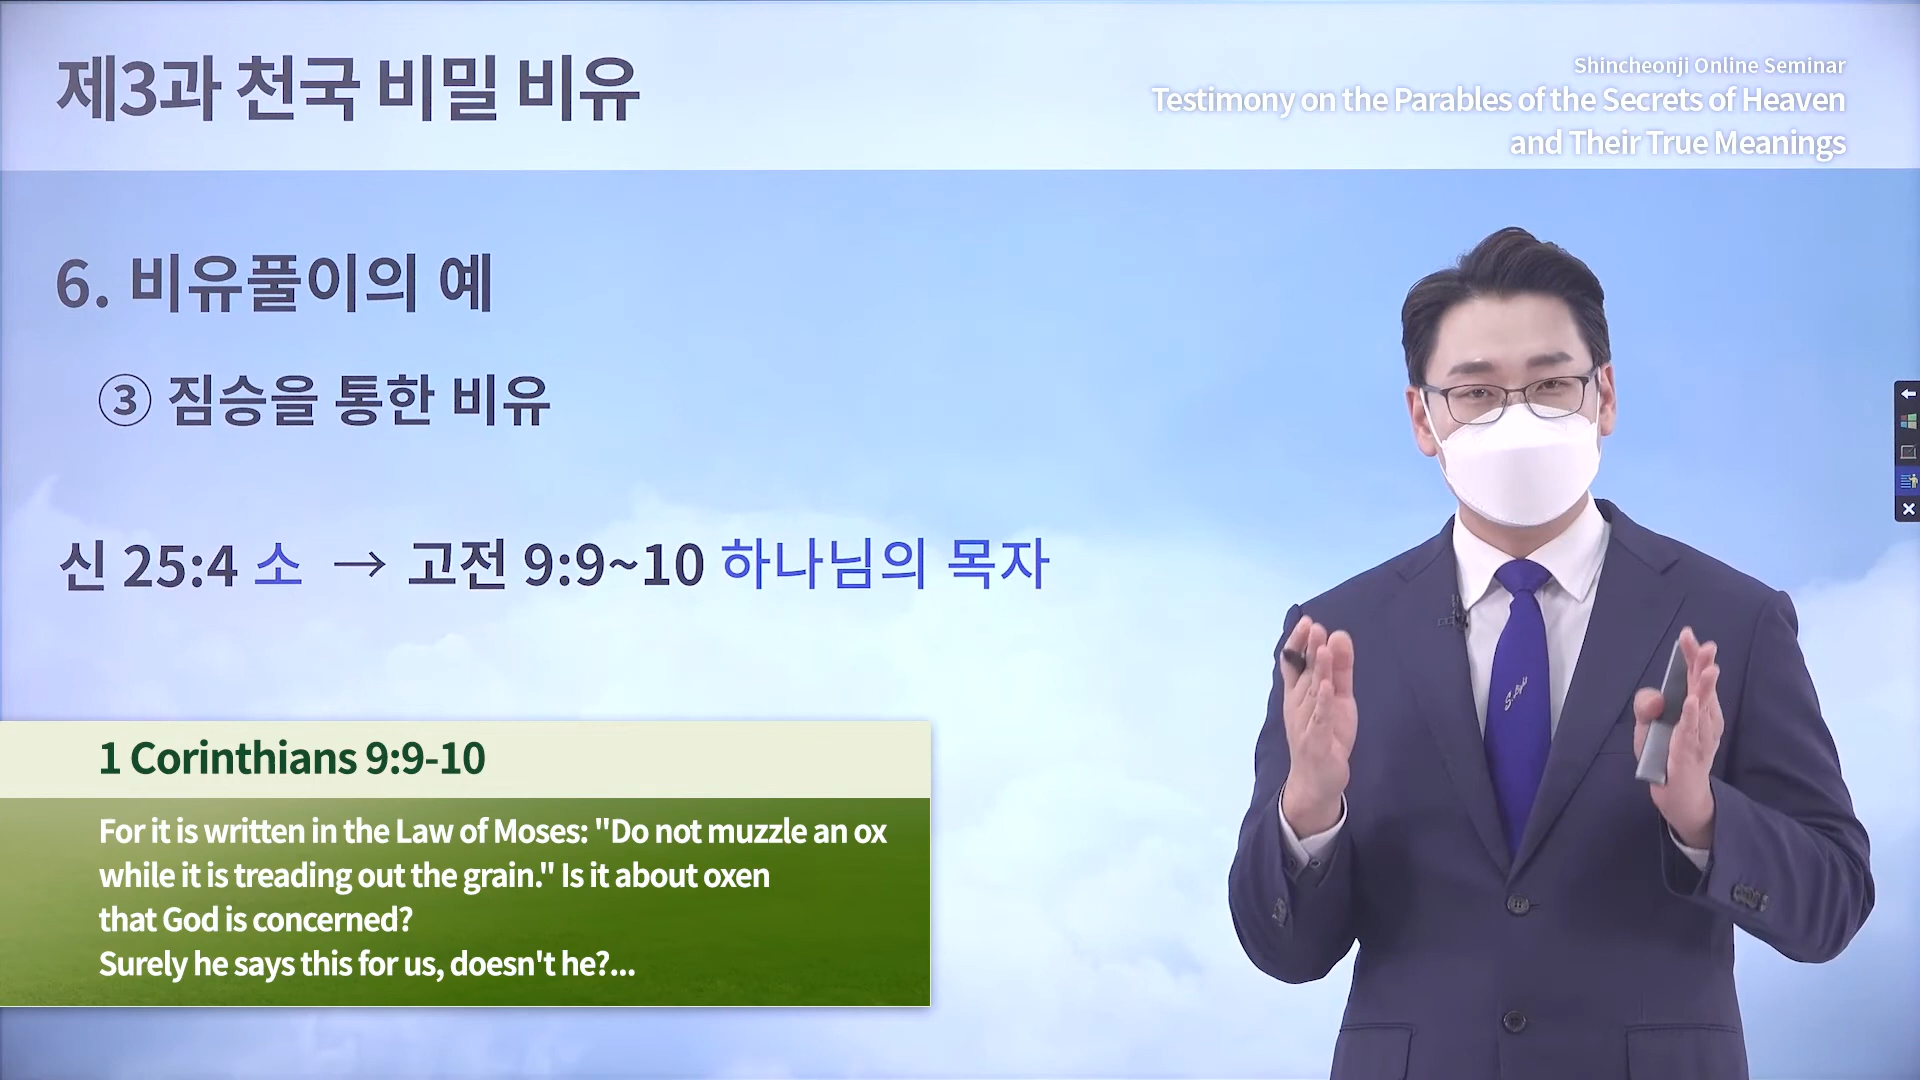 제3과 천국 비밀 비유
Shincheonji Online Seminar
Testimony on the Parables of the Secrets of Heaven
and Their True Meanings
6. 비유풀이의 예
③ 짐승을 통한 비유
신 25:4 소 → 고전 9:9~10 하나님의 목자
1 Corinthians 9:9-10
For it is written in the Law of Moses: "Do not muzzle an ox
while it is treading out the grain." Is it about oxen
that God is concerned?
Surely he says this for us, doesn't he?...